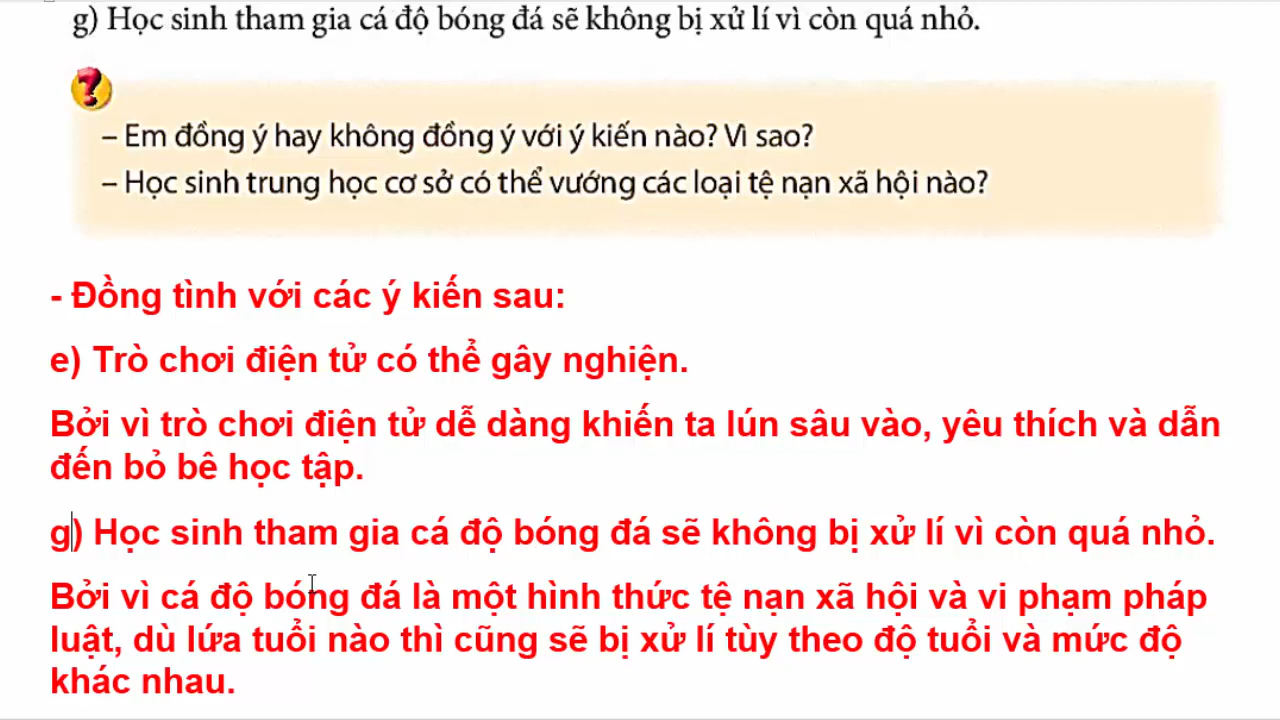 g) Học sinh tham gia cá độ bóng đá sẽ không bị xử lí vì còn quá nhỏ.
?
– Em đồng ý hay không đồng ý với ý kiến nào? Vì sao?
– Học sinh trung học cơ sở có thể vướng các loại tệ nạn xã hội nào?
- Đồng tình với các ý kiến sau:
e) Trò chơi điện tử có thể gây nghiện.
Bởi vì trò chơi điện tử dễ dàng khiến ta lún sâu vào, yêu thích và dẫn
đến bỏ bê học tập.
g) Học sinh tham gia cá độ bóng đá sẽ không bị xử lí vì còn quá nhỏ.
Bởi vì cá độ bóng đá là một hình thức tệ nạn xã hội và vi phạm pháp
luật, dù lứa tuổi nào thì cũng sẽ bị xử lí tùy theo độ tuổi và mức độ
khác nhau.